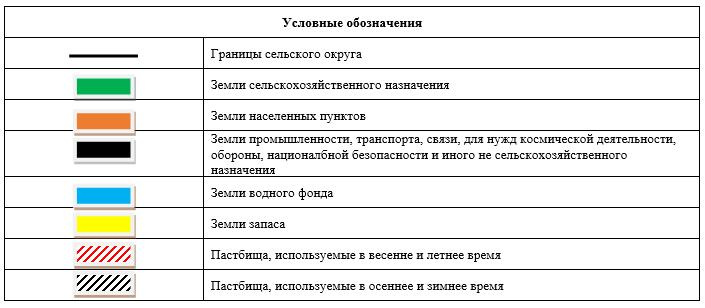 Условные обозначения
Границы сельского округа
Земли сельскохозяйственного назначения
Земли населенных пунктов
Земли промышленности, транспорта, связи, для нужд космической деятельности,
обороны, националбной безопасности и иного не сельскохозяйственного
назначения
Земли водного фонда
Земли запаса
Пастбища, используемые в весенне и летнее время
Пастбища, используемые в осеннее и зимнее время